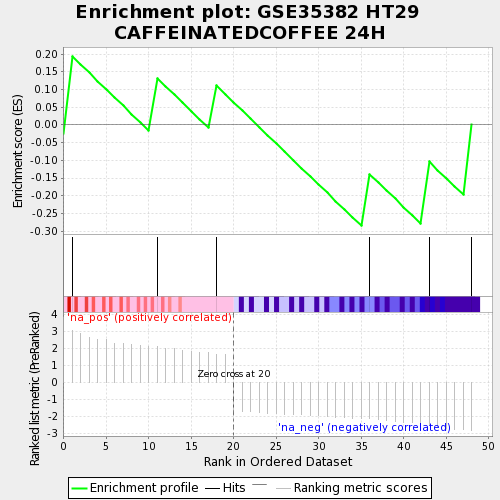 Enrichment plot: GSE35382 HT29
CAFFEINATEDCOFFEE 24H
Enrichment score (ES)
0.20
0.15
0.10
0.05
0.00
-0.05
-0.10
-0.15
-0.20
-0.25
-0.30
'na_pos' (positively correlated)
Ranked list metric (PreRanked)
4
3
2
1
0
-1
-2
-3
Zero cross at 20
'na_neg' (negatively correlated)
0 5 10 15 20 25 30 35 40 45 50
Rank in Ordered Dataset
Enrichment profile Hits Ranking metric scores